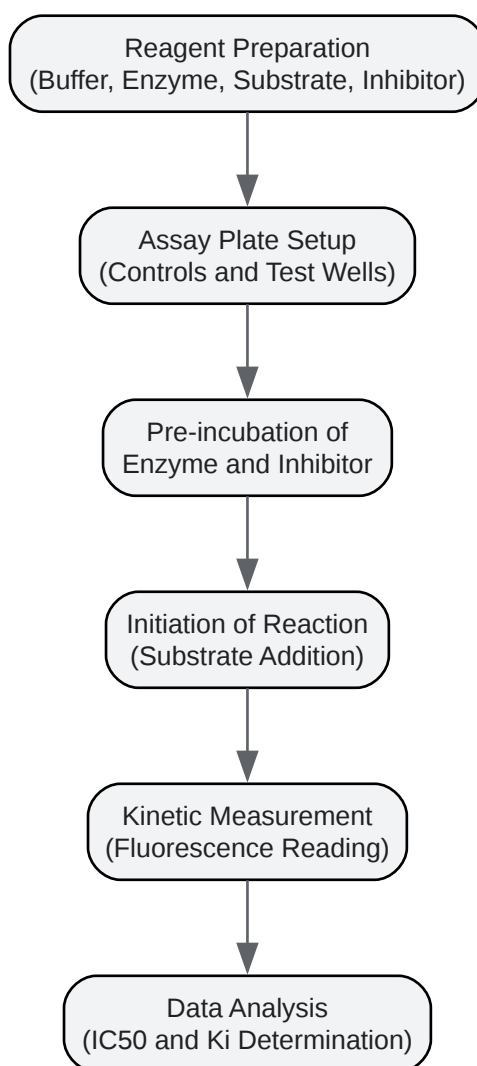 Reagent Preparation
(Buffer, Enzyme, Substrate, Inhibitor)
Assay Plate Setup
(Controls and Test Wells)
Pre-incubation of
Enzyme and Inhibitor
Initiation of Reaction
(Substrate Addition)
Kinetic Measurement
(Fluorescence Reading)
Data Analysis
(IC50 and Ki Determination)